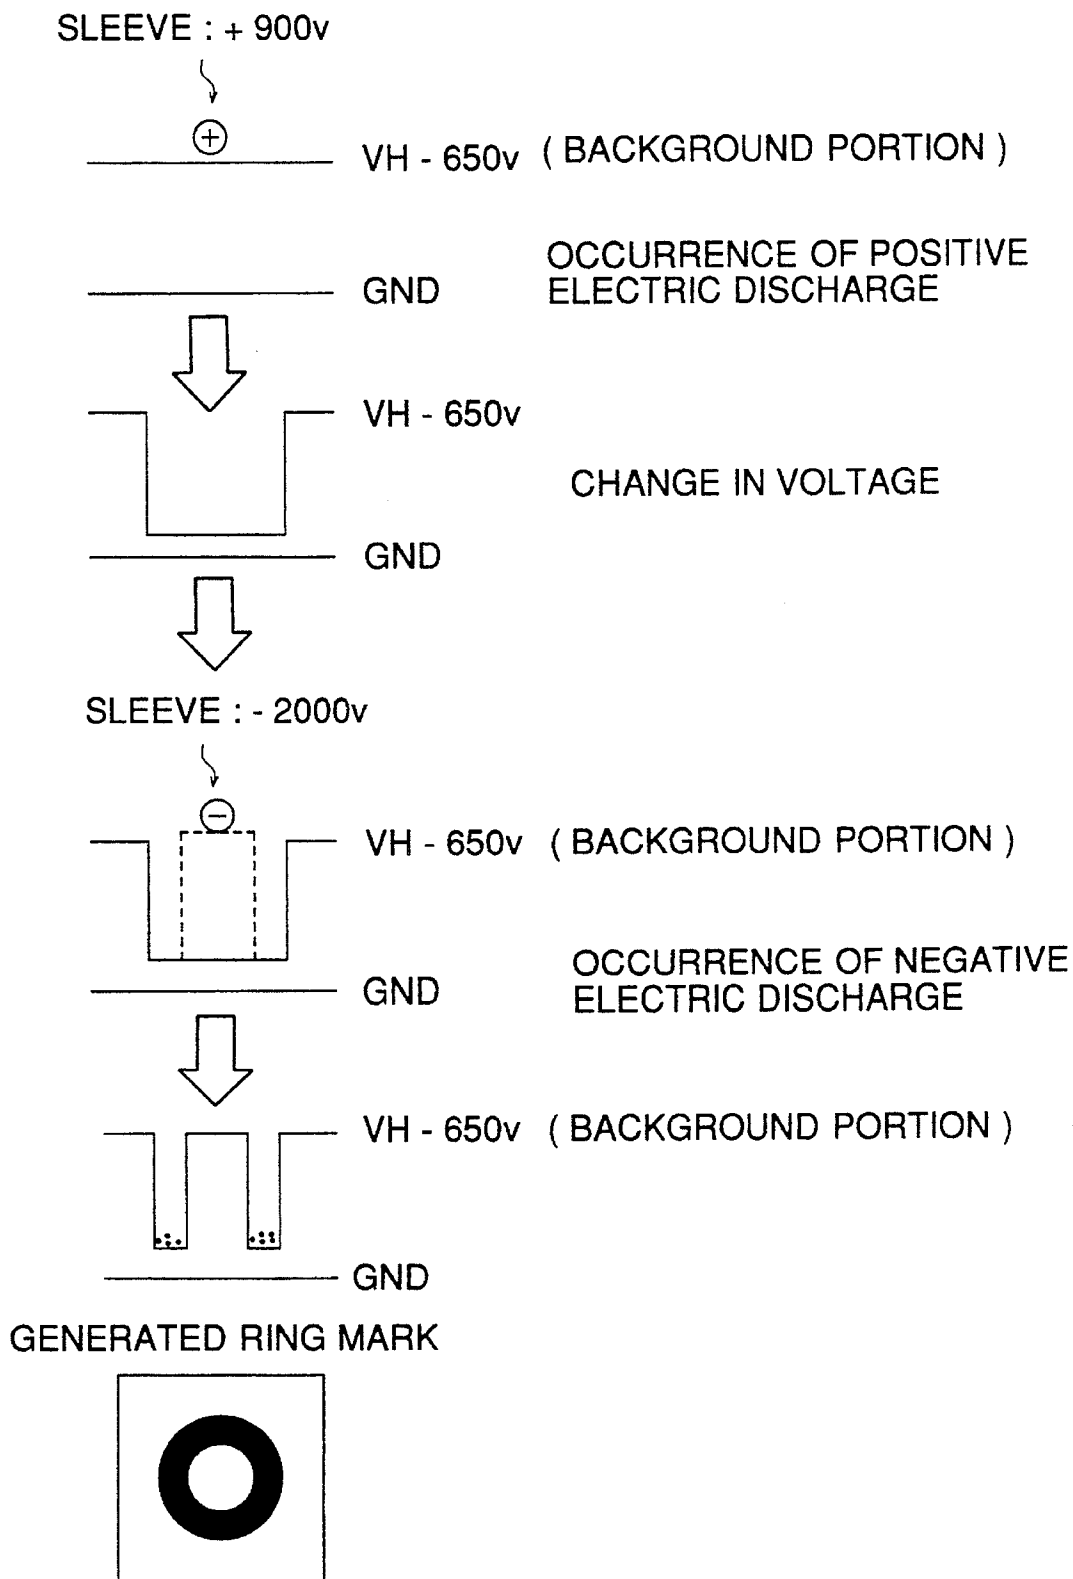 SLEEVE : + 900v
+
VH - 650v ( BACKGROUND PORTION )
OCCURRENCE OF POSITIVE
GND ELECTRIC DISCHARGE
VH - 650v
CHANGE IN VOLTAGE
GND
SLEEVE : - 2000v
-
VH - 650v ( BACKGROUND PORTION )
OCCURRENCE OF NEGATIVE
GND ELECTRIC DISCHARGE
VH - 650v ( BACKGROUND PORTION )
GND
GENERATED RING MARK